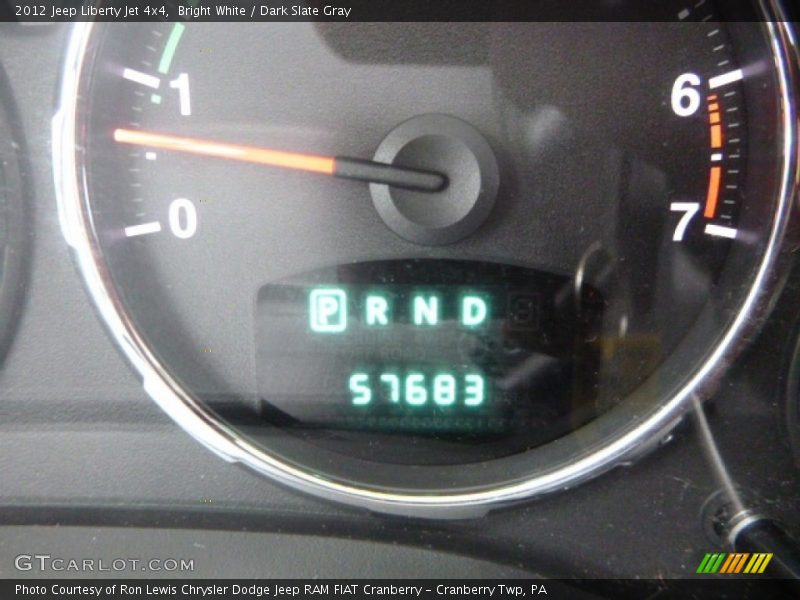 2012 Jeep Liberty Jet 4x4, Bright White / Dark Slate Gray
1
6
0
7
P R N D
57683
GTCARLOT.COM
Photo Courtesy of Ron Lewis Chrysler Dodge Jeep RAM FIAT Cranberry – Cranberry Twp, PA